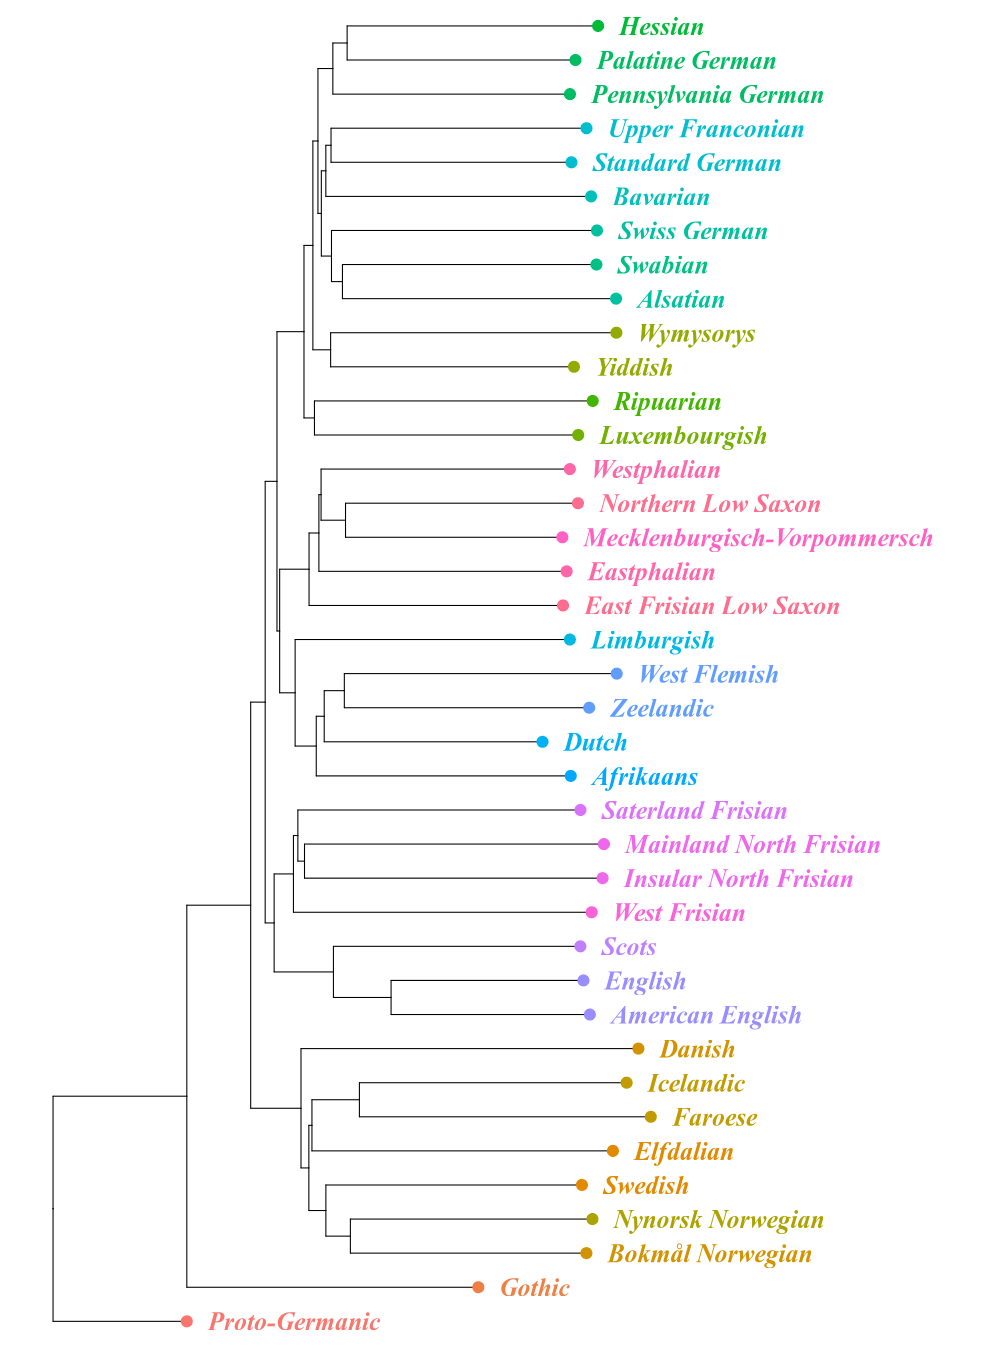 Hessian
Palatine German
Pennsylvania German
Upper Franconian
Standard German
Bavarian
Swiss German
Swabian
Alsatian
Wymysorys
Yiddish
Ripuarian
Luxembourgish
Westphalian
Northern Low Saxon
Mecklenburgisch-Vorpommersch
Eastphalian
East Frisian Low Saxon
Limburgish
West Flemish
Zeelandic
Dutch
Afrikaans
Saterland Frisian
Mainland North Frisian
Insular North Frisian
West Frisian
Scots
English
American English
Danish
Icelandic
Faroese
Elfdalian
Swedish
Nynorsk Norwegian
Bokmål Norwegian
Gothic
Proto-Germanic